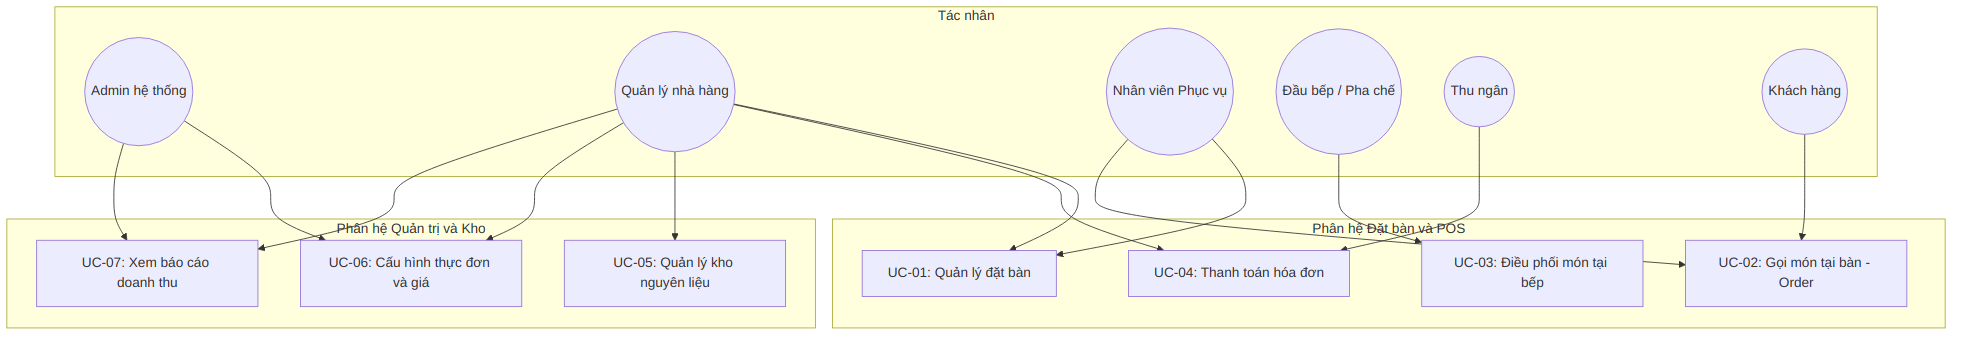 Tác nhân
Admin hệ thống
Quản lý nhà hàng
Nhân viên Phục vụ
Đầu bếp / Pha chế
Thu ngân
Khách hàng
Phân hệ Quản trị và Kho
UC-07: Xem báo cáo
doanh thu
UC-06: Cấu hình thực đơn
và giá
UC-05: Quản lý kho
nguyên liệu
Phân hệ Đặt bàn và POS
UC-01: Quản lý đặt bàn
UC-04: Thanh toán hóa đơn
UC-03: Điều phối món tại
bếp
UC-02: Gọi món tại bàn -
Order